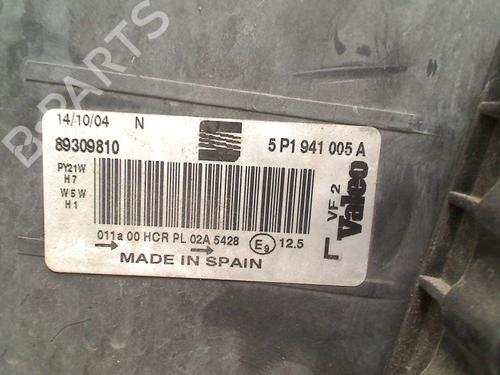 B-PARTS
14/10/04 N
89309810 5P1 941 005 A
PY21W
H7
W5W
H1
VF 2
Valeo
L
011a 00 HCR PL 02A 5428 E9 12.5
MADE IN SPAIN